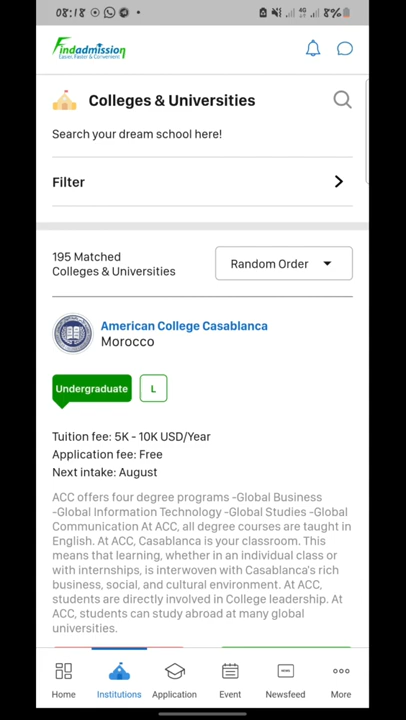 08:18
8%
Findadmission
Easier, Faster & Convenient!
Colleges & Universities
Search your dream school here!
Filter
195 Matched
Colleges & Universities
Random Order
American College Casablanca
Morocco
Undergraduate
L
Tuition fee: 5K - 10K USD/Year
Application fee: Free
Next intake: August
ACC offers four degree programs -Global Business
-Global Information Technology -Global Studies -Global
Communication At ACC, all degree courses are taught in
English. At ACC, Casablanca is your classroom. This
means that learning, whether in an individual class or
with internships, is interwoven with Casablanca's rich
business, social, and cultural environment. At ACC,
students are directly involved in College leadership. At
ACC, students can study abroad at many global
universities.
Home
Institutions
Application
Event
Newsfeed
More